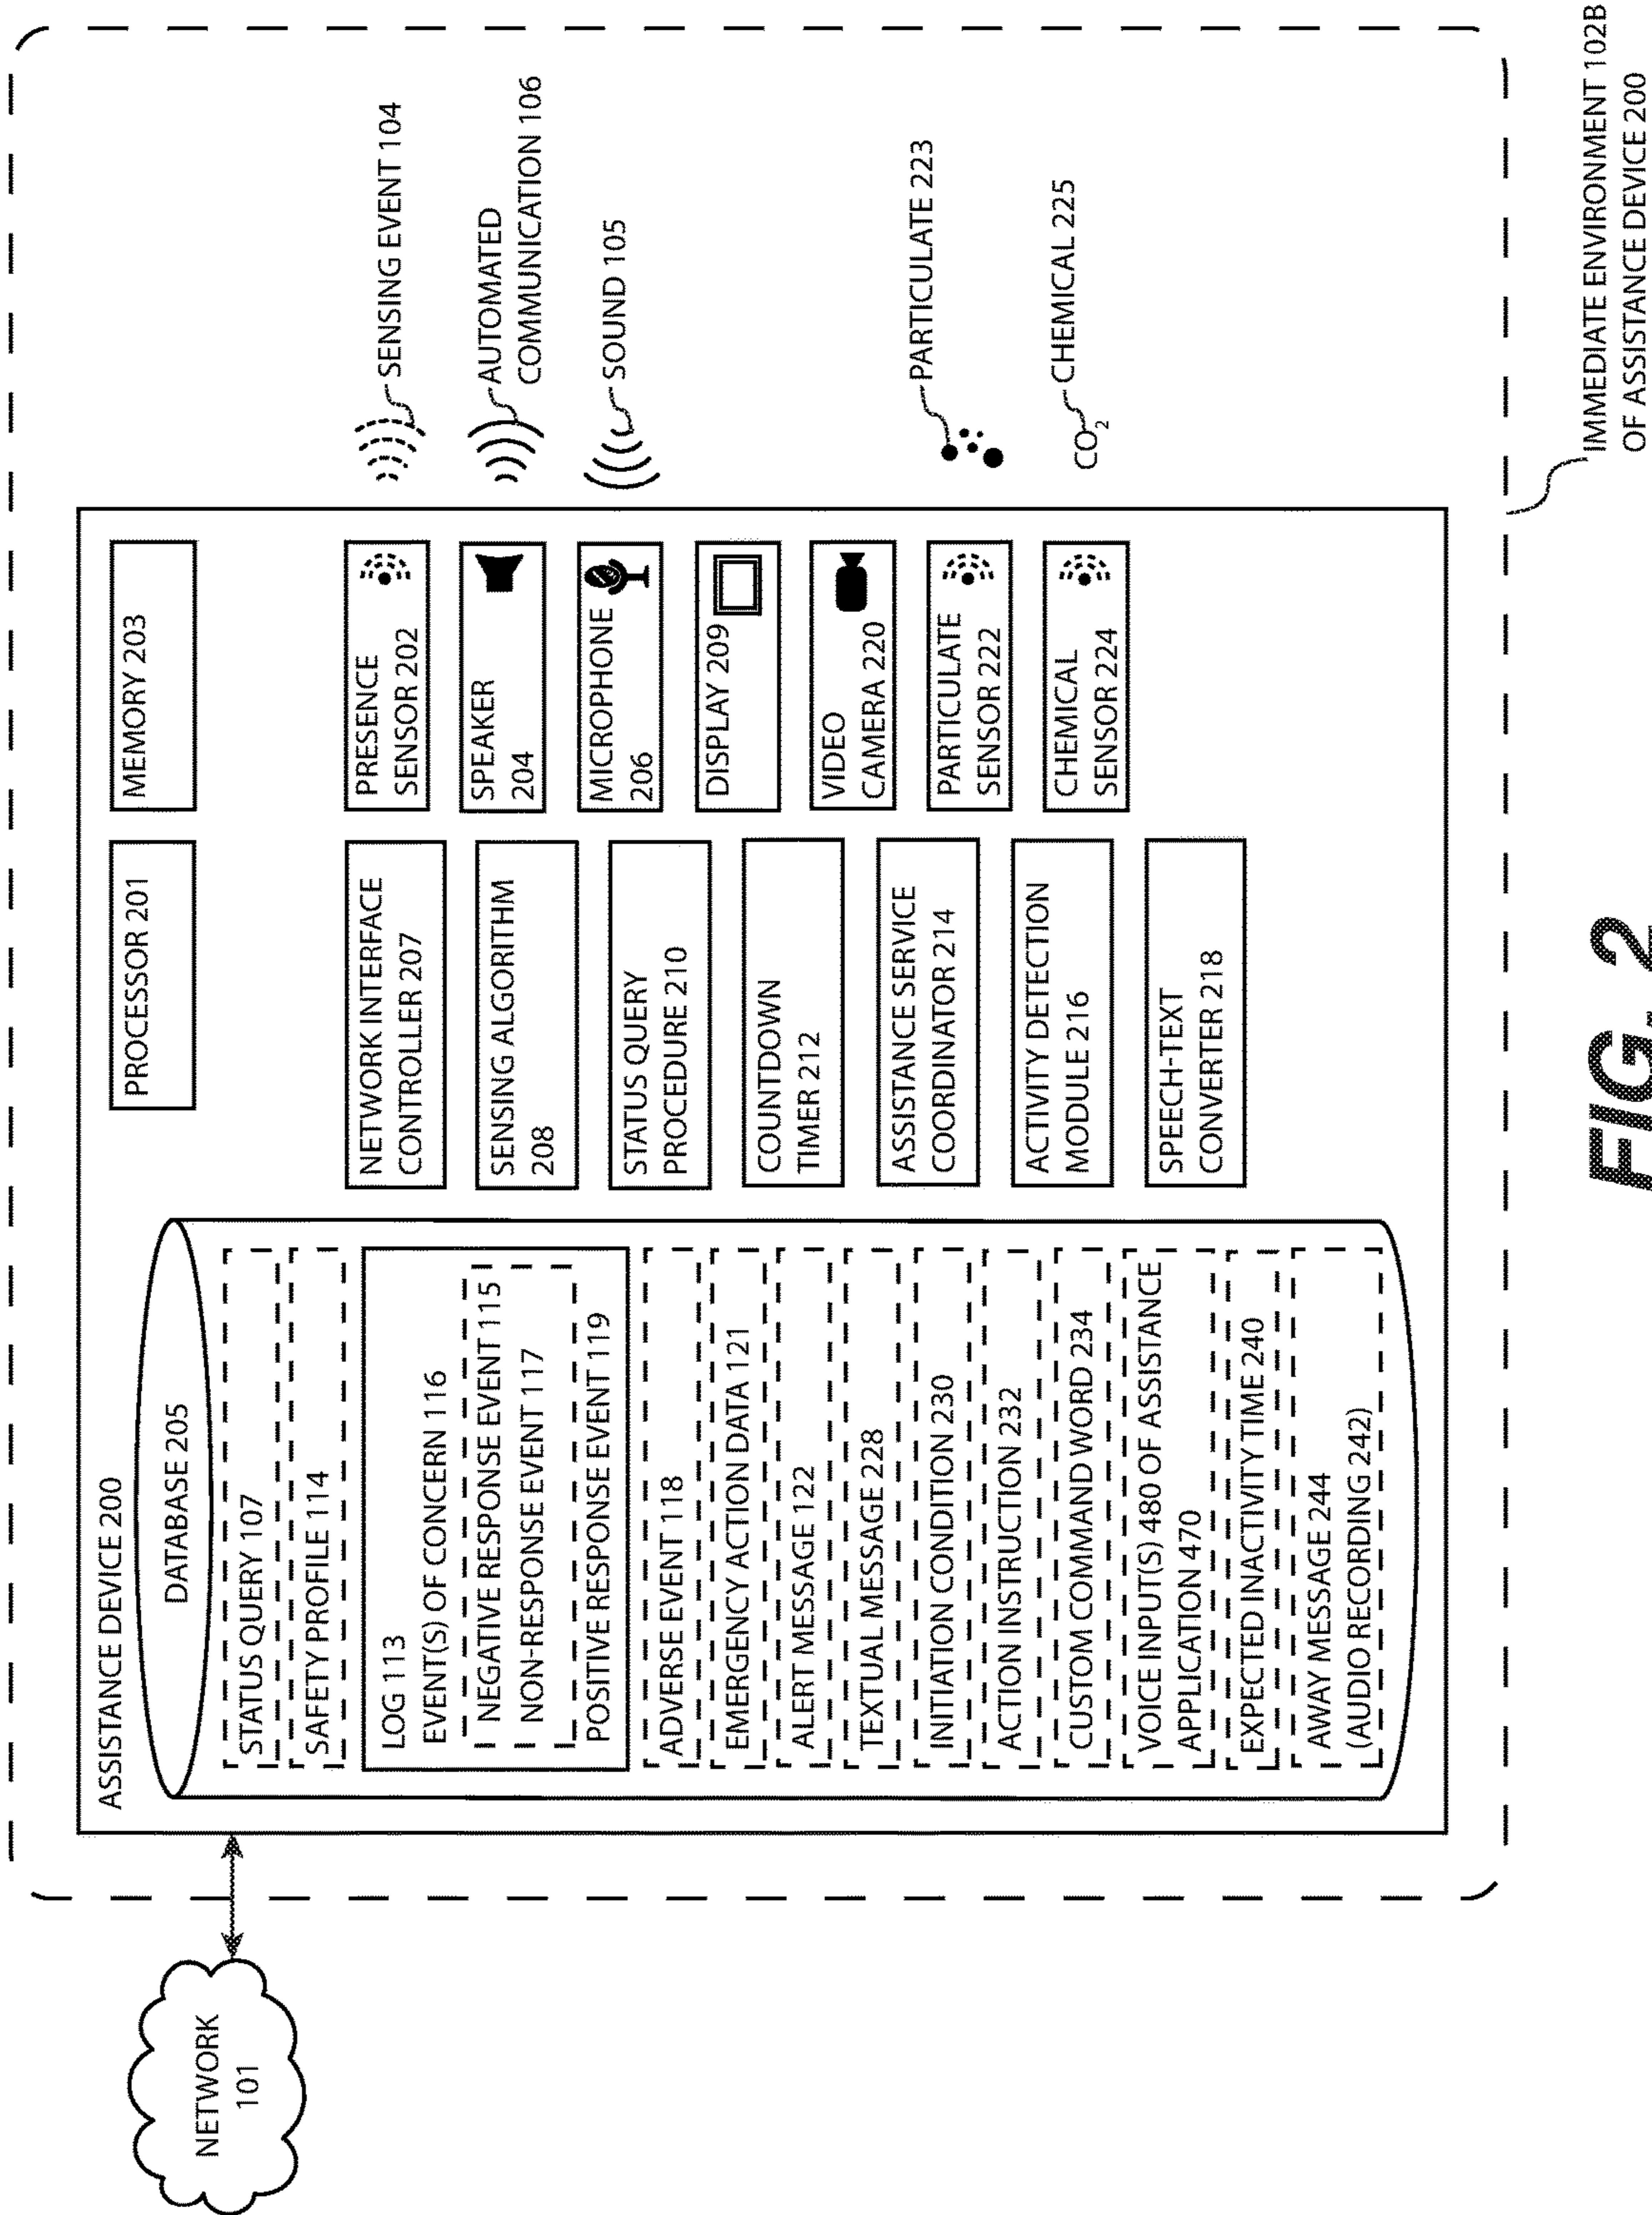 NETWORK
101
ASSISTANCE DEVICE 200
DATABASE 205
STATUS QUERY 107
SAFETY PROFILE 114
LOG 113
EVENT(S) OF CONCERN 116
NEGATIVE RESPONSE EVENT 115
NON-RESPONSE EVENT 117
POSITIVE RESPONSE EVENT 119
ADVERSE EVENT 118
EMERGENCY ACTION DATA 121
ALERT MESSAGE 122
TEXTUAL MESSAGE 228
INITIATION CONDITION 230
ACTION INSTRUCTION 232
CUSTOM COMMAND WORD 234
VOICE INPUT(S) 480 OF ASSISTANCE
APPLICATION 470
EXPECTED INACTIVITY TIME 240
AWAY MESSAGE 244
(AUDIO RECORDING 242)
PROCESSOR 201
NETWORK INTERFACE
CONTROLLER 207
SENSING ALGORITHM
208
STATUS QUERY
PROCEDURE 210
COUNTDOWN
TIMER 212
ASSISTANCE SERVICE
COORDINATOR 214
ACTIVITY DETECTION
MODULE 216
SPEECH-TEXT
CONVERTER 218
MEMORY 203
PRESENCE
SENSOR 202
SPEAKER
204
MICROPHONE
206
DISPLAY 209
VIDEO
CAMERA 220
PARTICULATE
SENSOR 222
CHEMICAL
SENSOR 224
SENSING EVENT 104
AUTOMATED
COMMUNICATION 106
SOUND 105
PARTICULATE 223
CO2
CHEMICAL 225
IMMEDIATE ENVIRONMENT 102B
OF ASSISTANCE DEVICE 200
FIG. 2